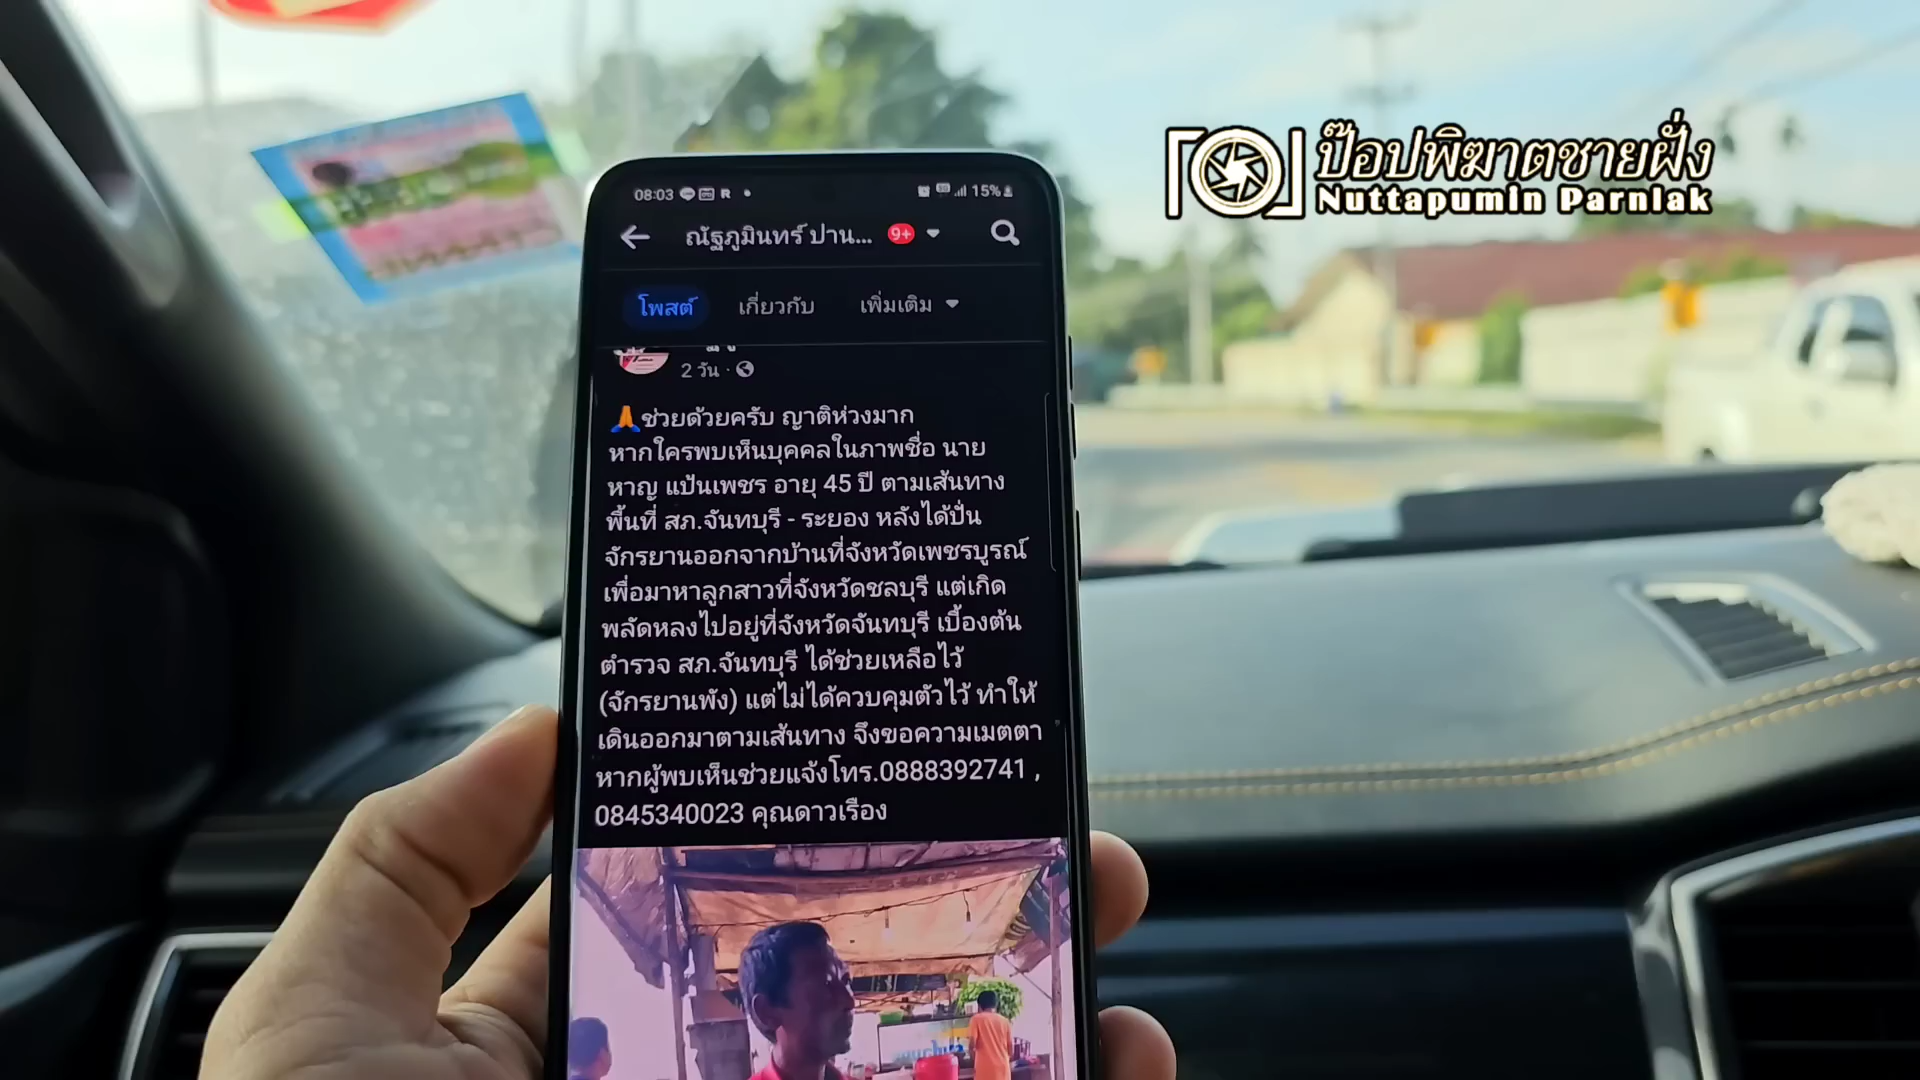 ป๊อปพิฆาตชายฝั่ง
Nuttapumin Parnlak
08:03
R
15%
ณัฐภูมินทร์ ปาน...
9+
โพสต์
เกี่ยวกับ
เพิ่มเติม
2 วัน
🙏ช่วยด้วยครับ ญาติห่วงมาก
หากใครพบเห็นบุคคลในภาพชื่อ นาย
หาญ แป้นเพชร อายุ 45 ปี ตามเส้นทาง
พื้นที่ สภ.จันทบุรี - ระยอง หลังได้ปั่น
จักรยานออกจากบ้านที่จังหวัดเพชรบูรณ์
เพื่อมาหาลูกสาวที่จังหวัดชลบุรี แต่เกิด
พลัดหลงไปอยู่ที่จังหวัดจันทบุรี เบื้องต้น
ตำรวจ สภ.จันทบุรี ได้ช่วยเหลือไว้
(จักรยานพัง) แต่ไม่ได้ควบคุมตัวไว้ ทำให้
เดินออกมาตามเส้นทาง จึงขอความเมตตา
หากผู้พบเห็นช่วยแจ้งโทร.0888392741 ,
0845340023 คุณดาวเรือง